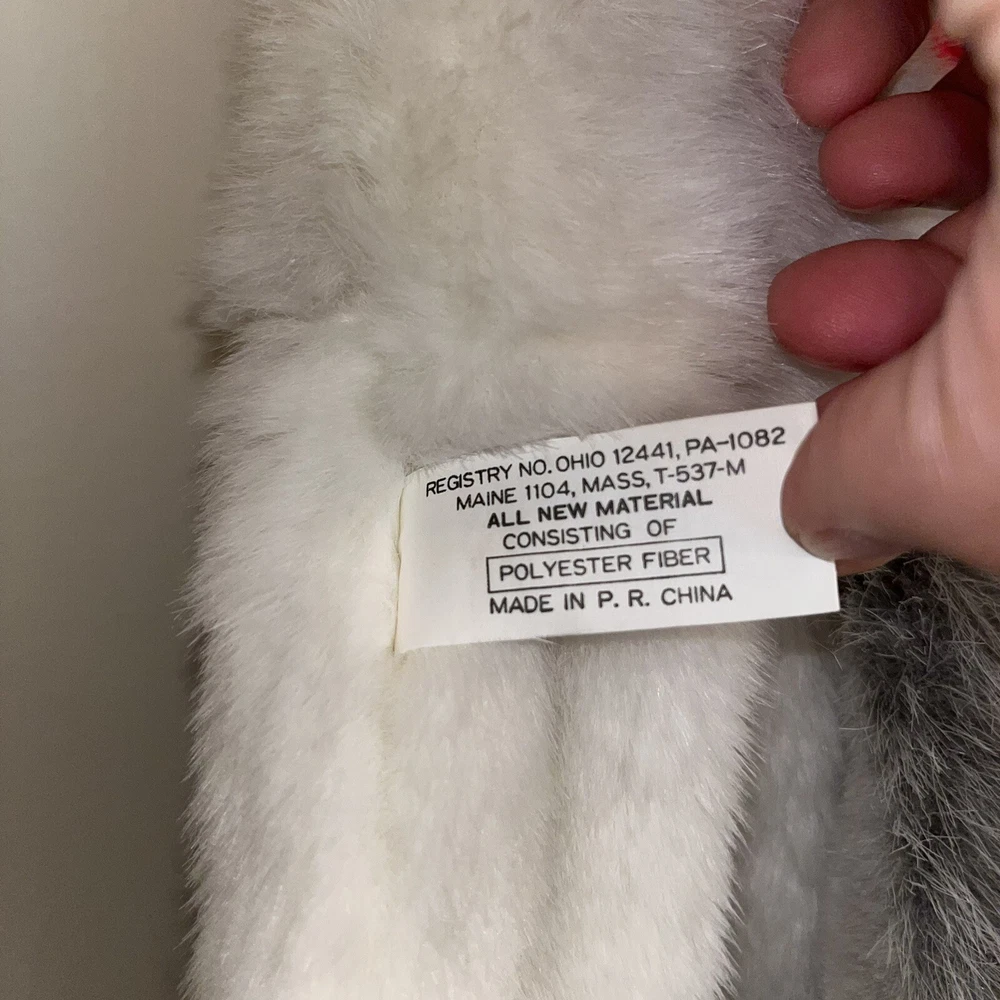 REGISTRY NO. OHIO 12441, PA-1082
MAINE 1104, MASS, T-537-M
ALL NEW MATERIAL
CONSISTING OF
POLYESTER FIBER
MADE IN P. R. CHINA